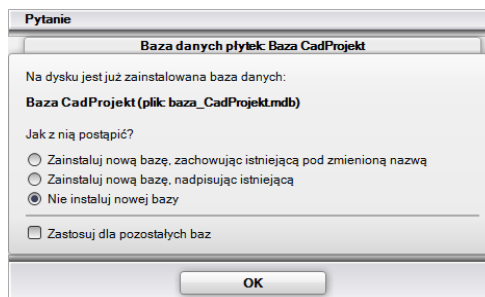 Pytanie
Baza danych płytek: Baza CadProjekt
Na dysku jest już zainstalowana baza danych:
Baza CadProjekt (plik: baza_CadProjekt.mdb)
Jak z nią postąpić?
Zainstaluj nową bazę, zachowując istniejącą pod zmienioną nazwą
Zainstaluj nową bazę, nadpisując istniejącą
Nie instaluj nowej bazy
Zastosuj dla pozostałych baz
OK